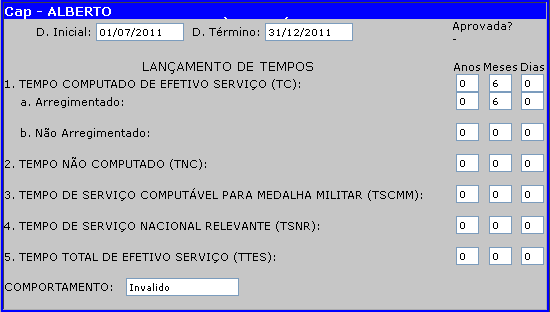 Cap - ALBERTO
D. Inicial: 01/07/2011 D. Término: 31/12/2011 Aprovada?
-
LANÇAMENTO DE TEMPOS Anos Meses Dias
1. TEMPO COMPUTADO DE EFETIVO SERVIÇO (TC): 0 6 0
a. Arregimentado: 0 6 0
b. Não Arregimentado: 0 0 0
2. TEMPO NÃO COMPUTADO (TNC): 0 0 0
3. TEMPO DE SERVIÇO COMPUTÁVEL PARA MEDALHA MILITAR (TSCMM): 0 0 0
4. TEMPO DE SERVIÇO NACIONAL RELEVANTE (TSNR): 0 0 0
5. TEMPO TOTAL DE EFETIVO SERVIÇO (TTES): 0 0 0
COMPORTAMENTO: Invalido